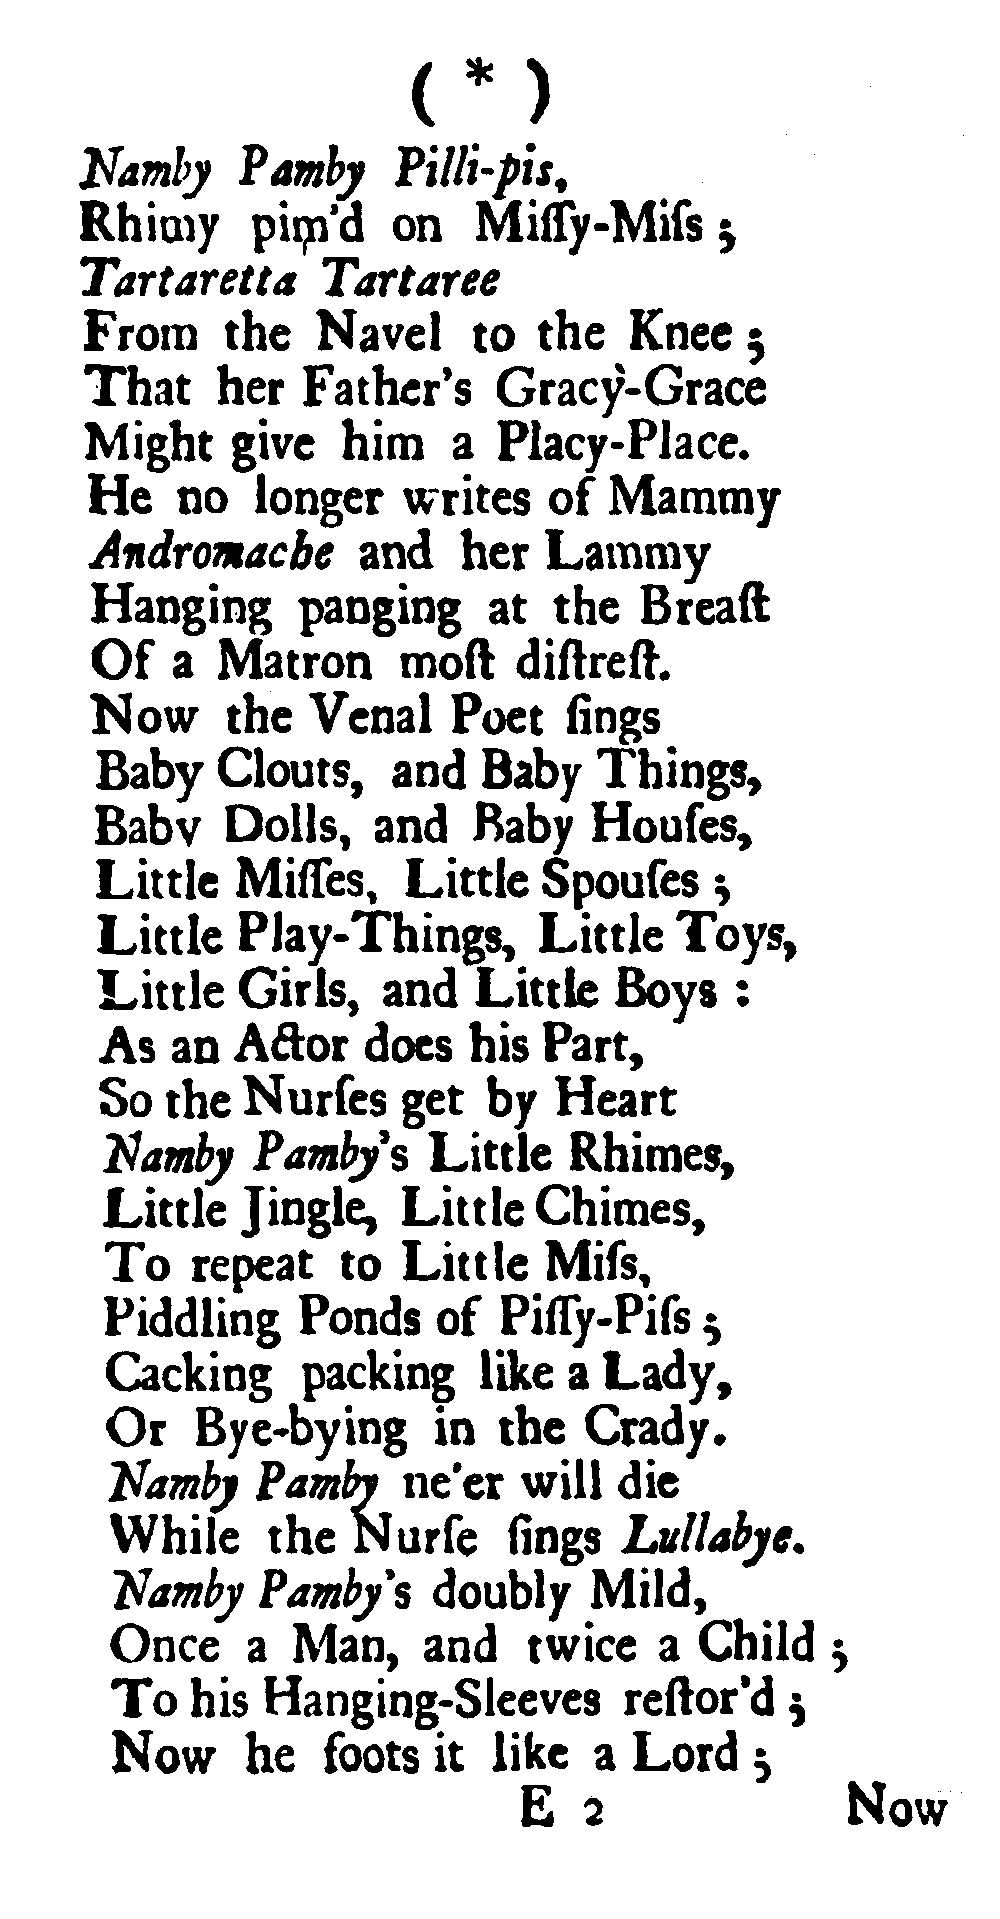 ( * )
Namby Pamby Pilli-pis,
Rhimy pim'd on Miſſy-Miſs ;
Tartaretta Tartaree
From the Navel to the Knee ;
That her Father's Gracy-Grace
Might give him a Placy-Place.
He no longer writes of Mammy
Andromache and her Lammy
Hanging panging at the Breaſt
Of a Matron moſt diſtreſt.
Now the Venal Poet ſings
Baby Clouts, and Baby Things,
Baby Dolls, and Baby Houſes,
Little Miſſes, Little Spouſes ;
Little Play-Things, Little Toys,
Little Girls, and Little Boys :
As an Actor does his Part,
So the Nurſes get by Heart
Namby Pamby's Little Rhimes,
Little Jingle, Little Chimes,
To repeat to Little Miſs,
Piddling Ponds of Piſſy-Piſs ;
Cacking packing like a Lady,
Or Bye-bying in the Crady.
Namby Pamby ne'er will die
While the Nurſe ſings Lullabye.
Namby Pamby's doubly Mild,
Once a Man, and twice a Child ;
To his Hanging-Sleeves reſtor'd ;
Now he foots it like a Lord ;
E 2 Now